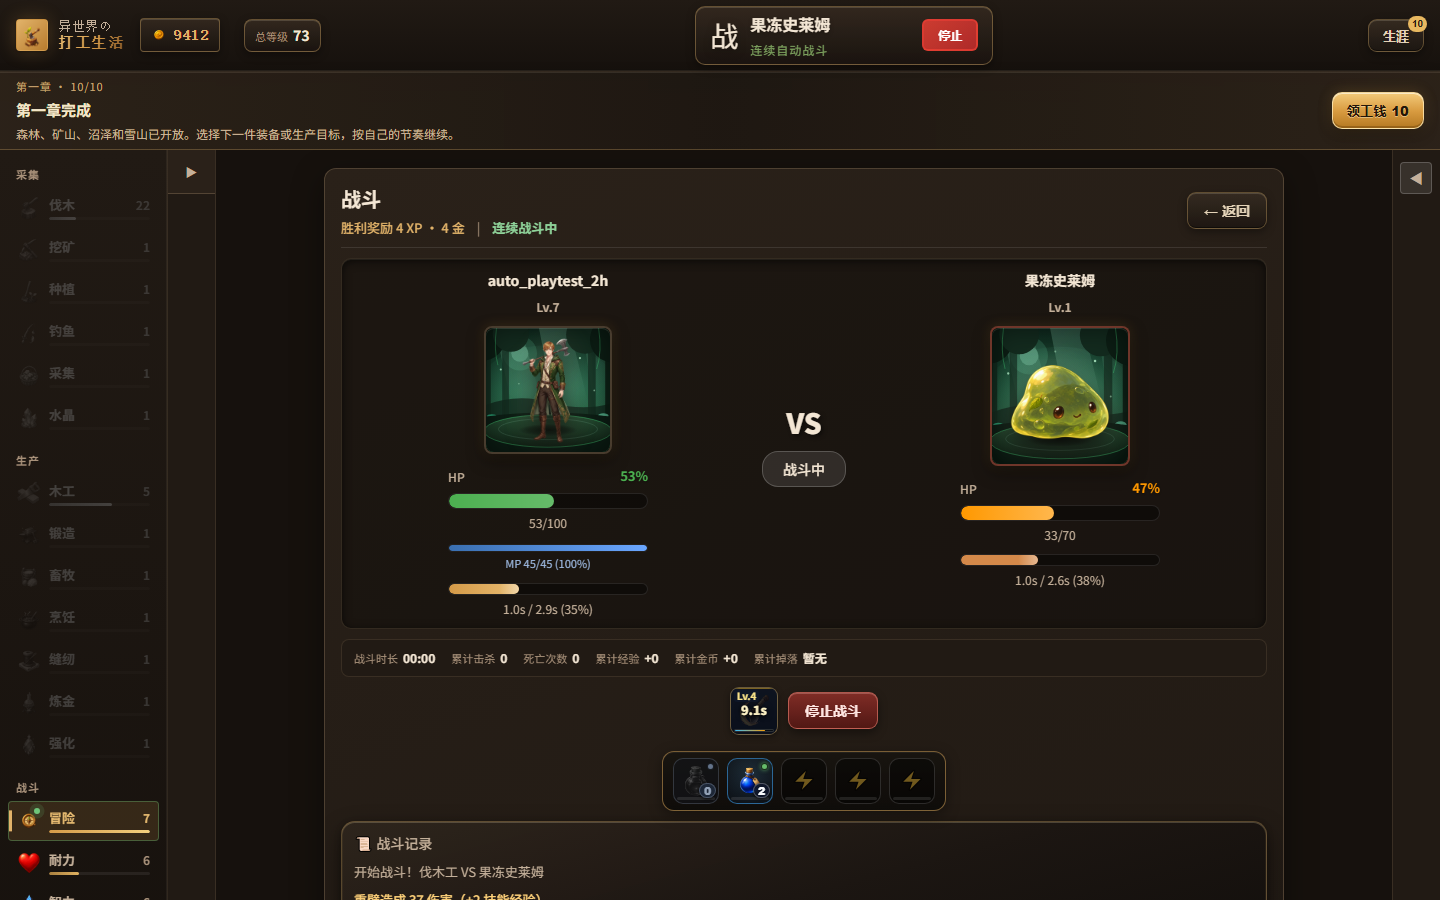 异世界の
打工生活
9412
总等级 73
战
果冻史莱姆
连续自动战斗
停止
生涯
10
第一章 · 10/10
第一章完成
森林、矿山、沼泽和雪山已开放。选择下一件装备或生产目标，按自己的节奏继续。
领工钱 10
采集
伐木 22
挖矿 1
种植 1
钓鱼 1
采集 1
水晶 1
生产
木工 5
锻造 1
畜牧 1
烹饪 1
缝纫 1
炼金 1
强化 1
战斗
冒险 7
耐力 6
战斗
胜利奖励 4 XP · 4 金 | 连续战斗中
← 返回
auto_playtest_2h
Lv.7
HP 53%
53/100
MP 45/45 (100%)
1.0s / 2.9s (35%)
VS
战斗中
果冻史莱姆
Lv.1
HP 47%
33/70
1.0s / 2.6s (38%)
战斗时长 00:00 累计击杀 0 死亡次数 0 累计经验 +0 累计金币 +0 累计掉落 暂无
Lv.4
9.1s
停止战斗
0
2
战斗记录
开始战斗！伐木工 VS 果冻史莱姆
重劈造成 37 伤害（+2 技能经验）